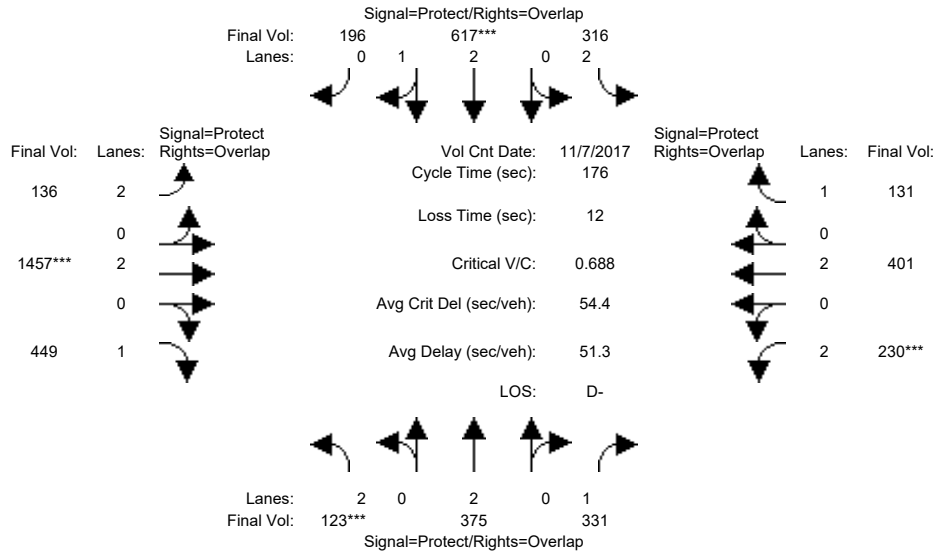 Signal=Protect/Rights=Overlap
Final Vol: 196 617*** 316
Lanes: 0 1 2 0 2
Signal=Protect Signal=Protect
Final Vol: Lanes: Rights=Overlap Vol Cnt Date: 11/7/2017 Rights=Overlap Lanes: Final Vol:
Cycle Time (sec): 176
136 2 1 131
Loss Time (sec): 12
0 0
1457*** 2 Critical V/C: 0.688 2 401
0 Avg Crit Del (sec/veh): 54.4 0
449 1 Avg Delay (sec/veh): 51.3 2 230***
LOS: D-
Lanes: 2 0 2 0 1
Final Vol: 123*** 375 331
Signal=Protect/Rights=Overlap